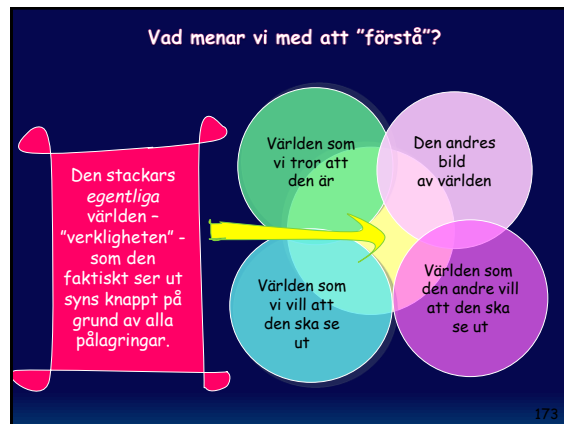 Vad menar vi med att ”förstå”?
Den stackars
egentliga
världen –
”verkligheten” -
som den
faktiskt ser ut
syns knappt på
grund av alla
pålagringar.
Världen som
vi tror att
den är
Den andres
bild
av världen
Världen som
vi vill att
den ska se
ut
Världen som
den andre vill
att den ska
se ut
173